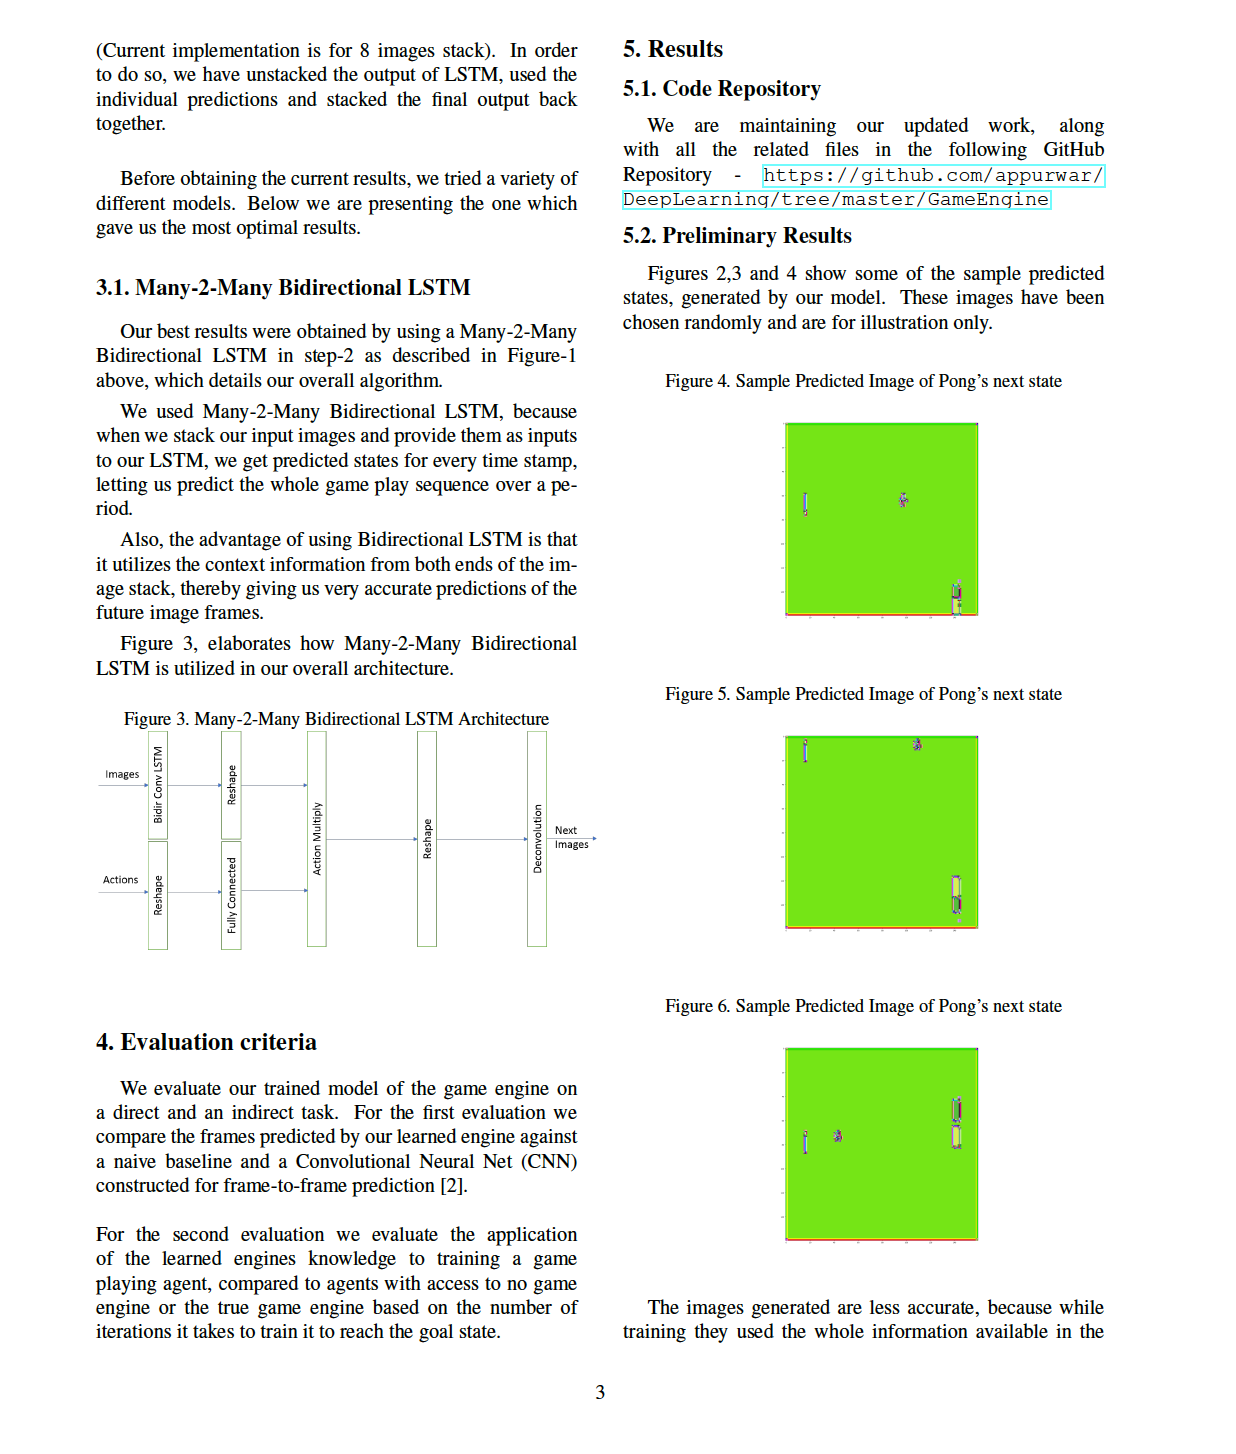 (Current implementation is for 8 images stack). In order
to do so, we have unstacked the output of LSTM, used the
individual predictions and stacked the final output back
together.
Before obtaining the current results, we tried a variety of
different models. Below we are presenting the one which
gave us the most optimal results.
3.1. Many-2-Many Bidirectional LSTM
Our best results were obtained by using a Many-2-Many
Bidirectional LSTM in step-2 as described in Figure-1
above, which details our overall algorithm.
We used Many-2-Many Bidirectional LSTM, because
when we stack our input images and provide them as inputs
to our LSTM, we get predicted states for every time stamp,
letting us predict the whole game play sequence over a pe-
riod.
Also, the advantage of using Bidirectional LSTM is that
it utilizes the context information from both ends of the im-
age stack, thereby giving us very accurate predictions of the
future image frames.
Figure 3, elaborates how Many-2-Many Bidirectional
LSTM is utilized in our overall architecture.
Figure 3. Many-2-Many Bidirectional LSTM Architecture
Images
Bidir Conv LSTM
Reshape
Actions
Reshape
Fully Connected
Action Multiply
Reshape
Deconvolution
Next
Images
4. Evaluation criteria
We evaluate our trained model of the game engine on
a direct and an indirect task. For the first evaluation we
compare the frames predicted by our learned engine against
a naive baseline and a Convolutional Neural Net (CNN)
constructed for frame-to-frame prediction [2].
For the second evaluation we evaluate the application
of the learned engines knowledge to training a game
playing agent, compared to agents with access to no game
engine or the true game engine based on the number of
iterations it takes to train it to reach the goal state.
5. Results
5.1. Code Repository
We are maintaining our updated work, along
with all the related files in the following GitHub
Repository - https://github.com/appurwar/
DeepLearning/tree/master/GameEngine
5.2. Preliminary Results
Figures 2,3 and 4 show some of the sample predicted
states, generated by our model. These images have been
chosen randomly and are for illustration only.
Figure 4. Sample Predicted Image of Pong's next state
Figure 5. Sample Predicted Image of Pong's next state
Figure 6. Sample Predicted Image of Pong's next state
The images generated are less accurate, because while
training they used the whole information available in the
3